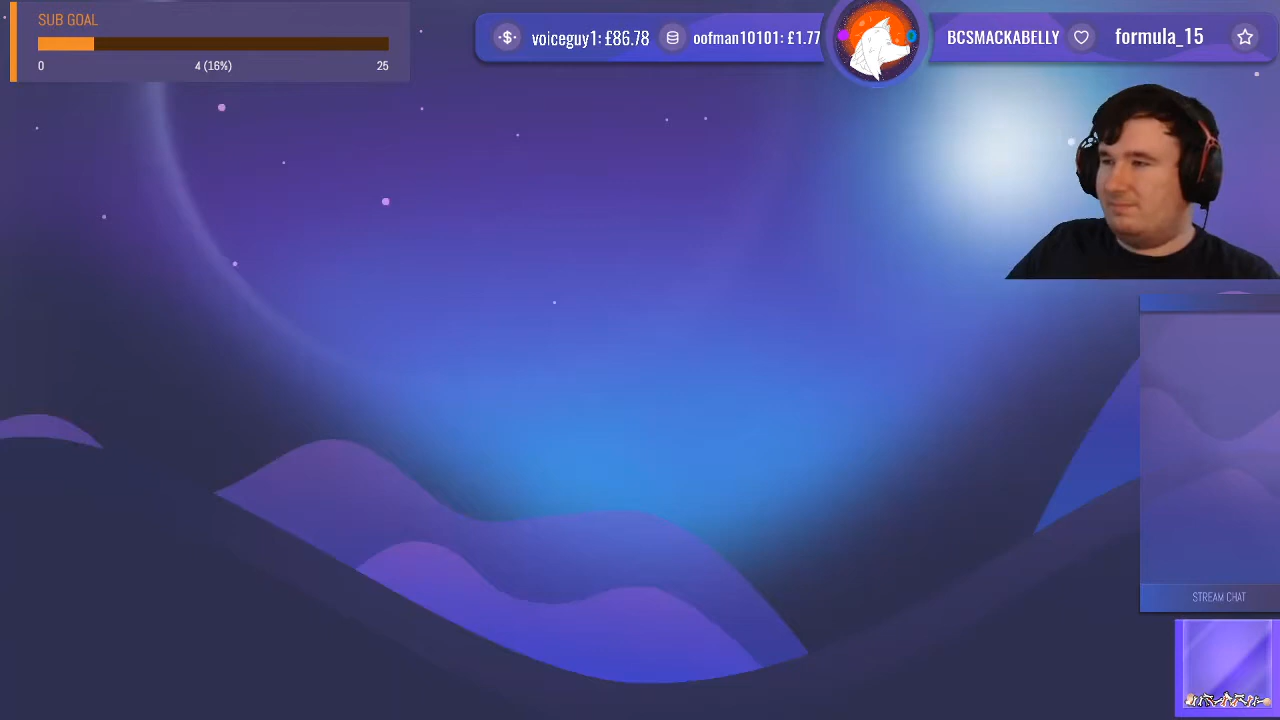 SUB GOAL
0 4 (16%) 25
voiceguy1: £86.78 oofman10101: £1.77 BCSMACKABELLY formula_15
STREAM CHAT